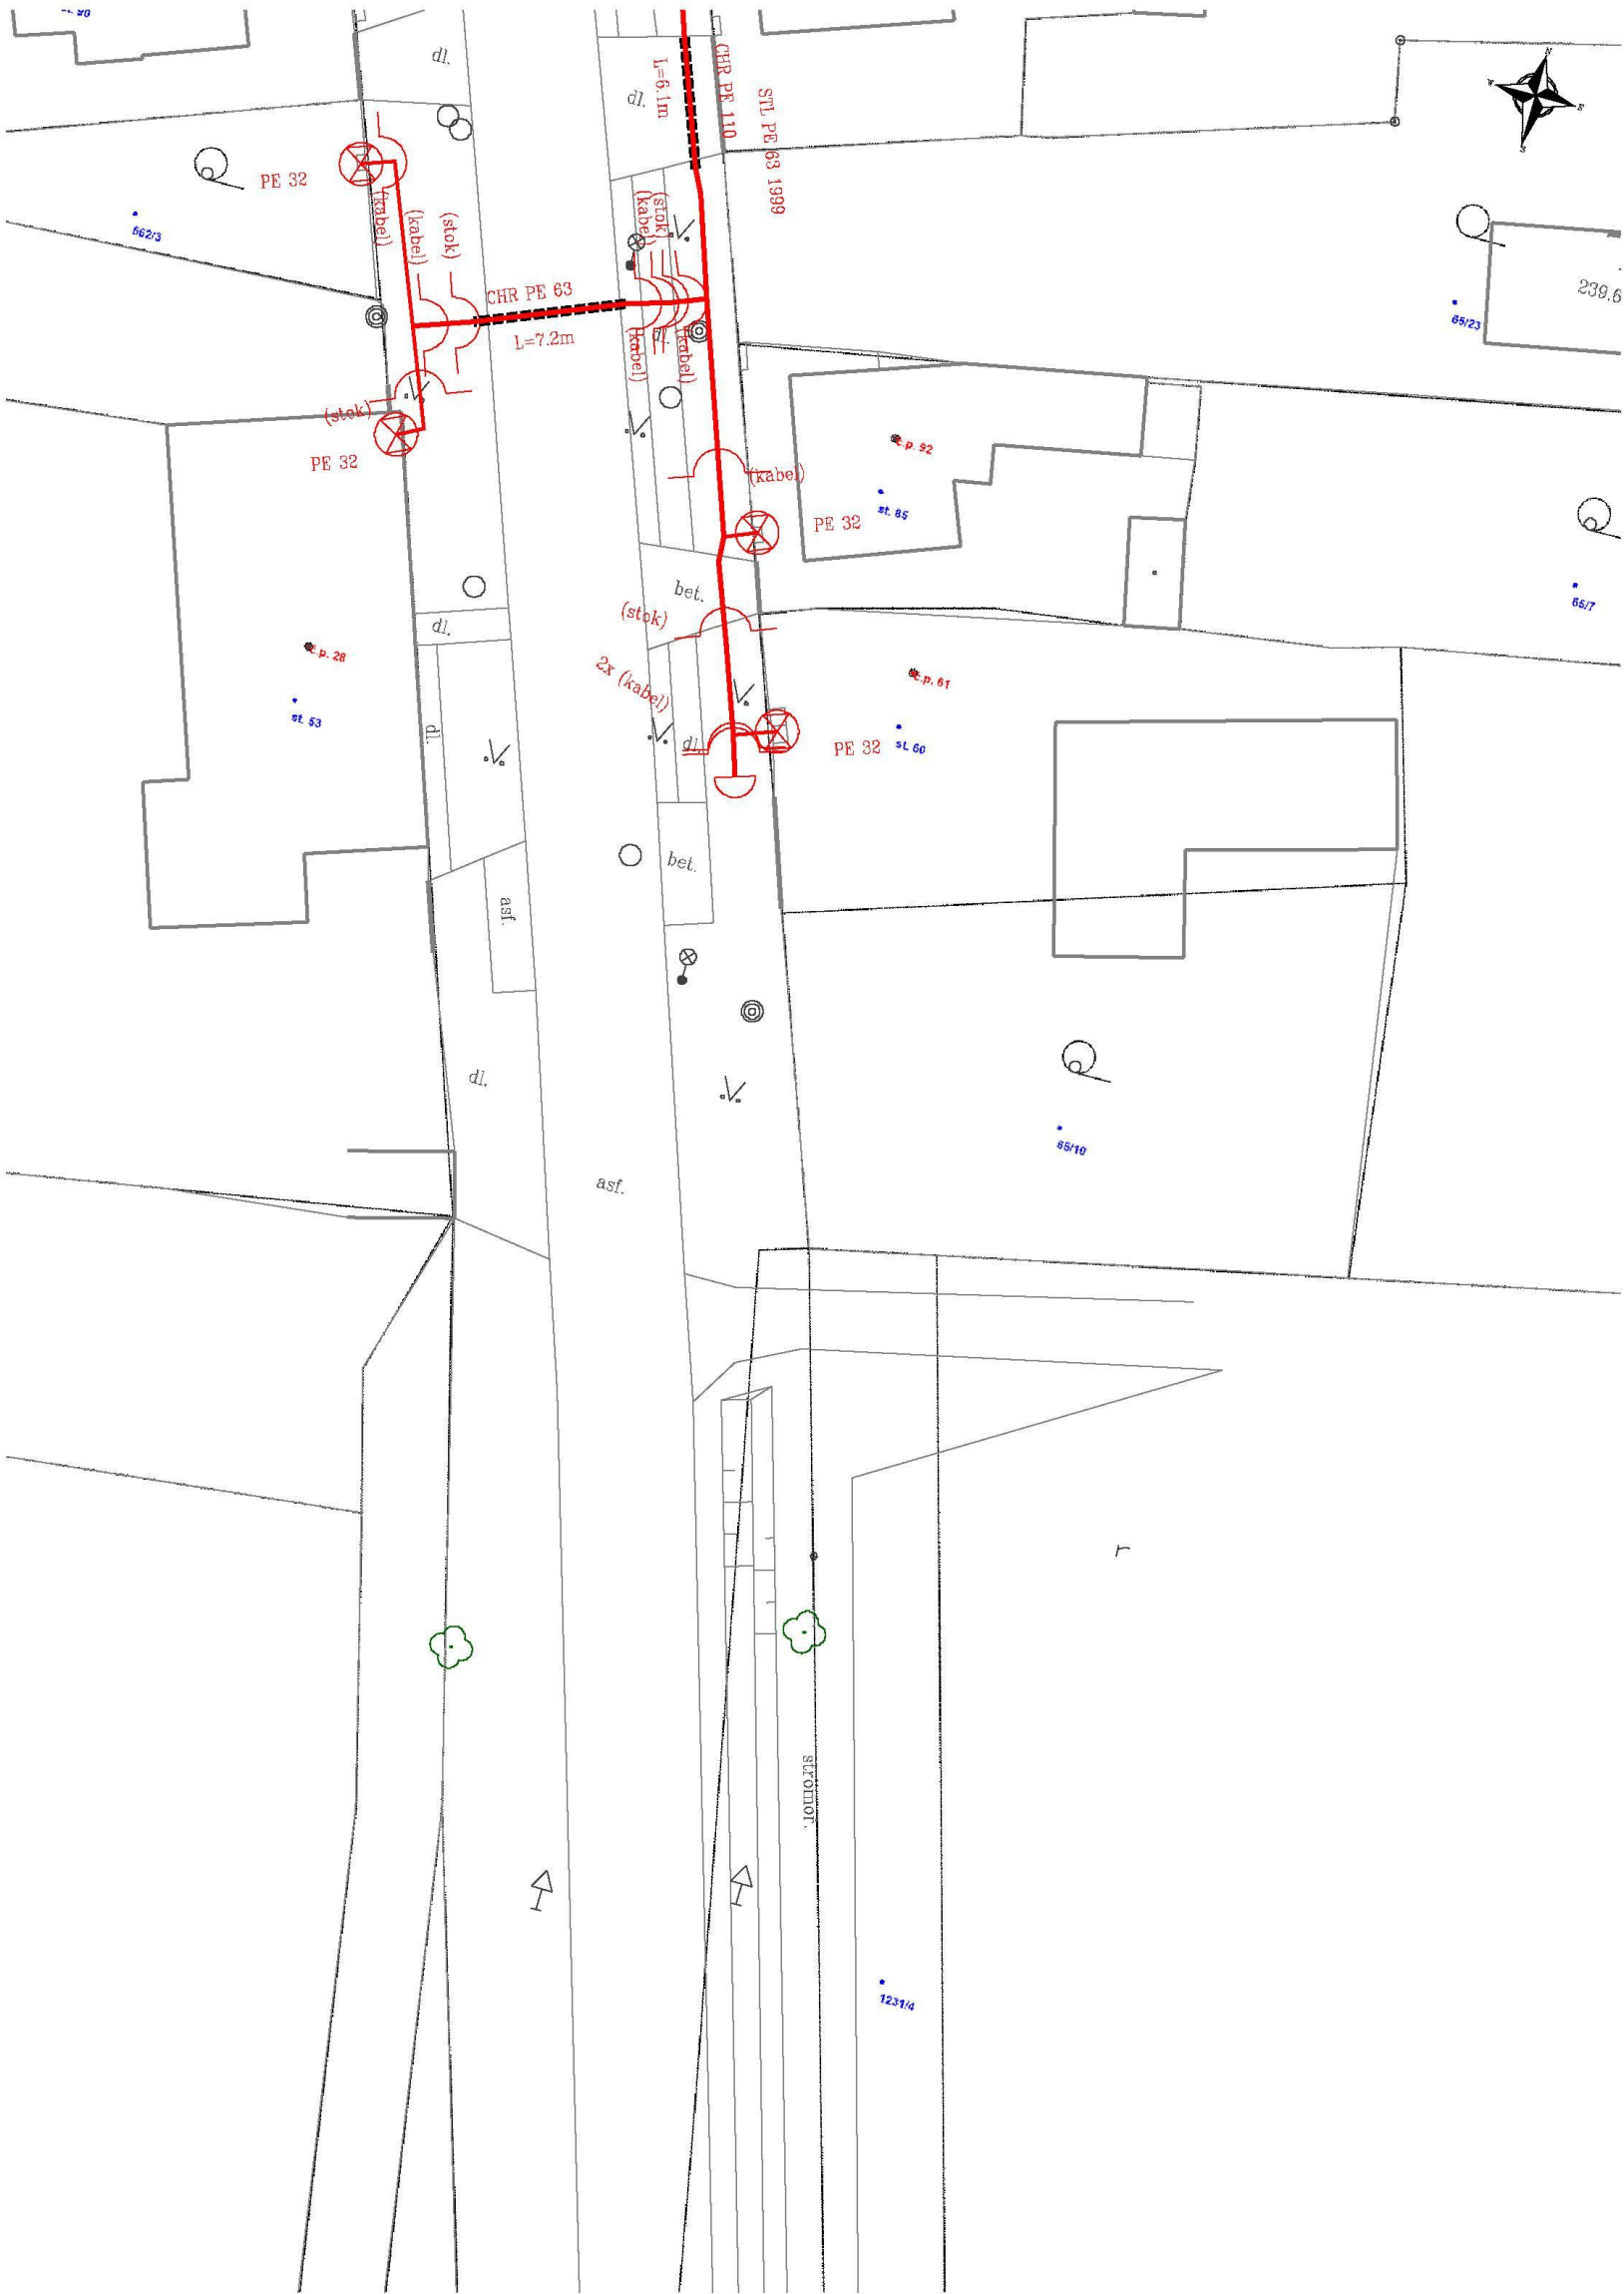 st. 90
dl.
L=6.1m
CHR PE 110
dl.
STL PE 63 1999
N
W
E
S
PE 32
(kabel)
(kabel)
(stok)
(kabel)
(stok)
562/3
CHR PE 63
L=7.2m
(kabel)
dl.
(kabel)
65/23
239.6
(stok)
PE 32
č.p. 92
(kabel)
st. 85
PE 32
bet.
(stok)
65/7
dl.
č.p. 28
2x (kabel)
č.p. 61
st. 53
dl.
dl.
PE 32
st. 60
bet.
asf.
dl.
65/10
asf.
r
stromor.
1231/4